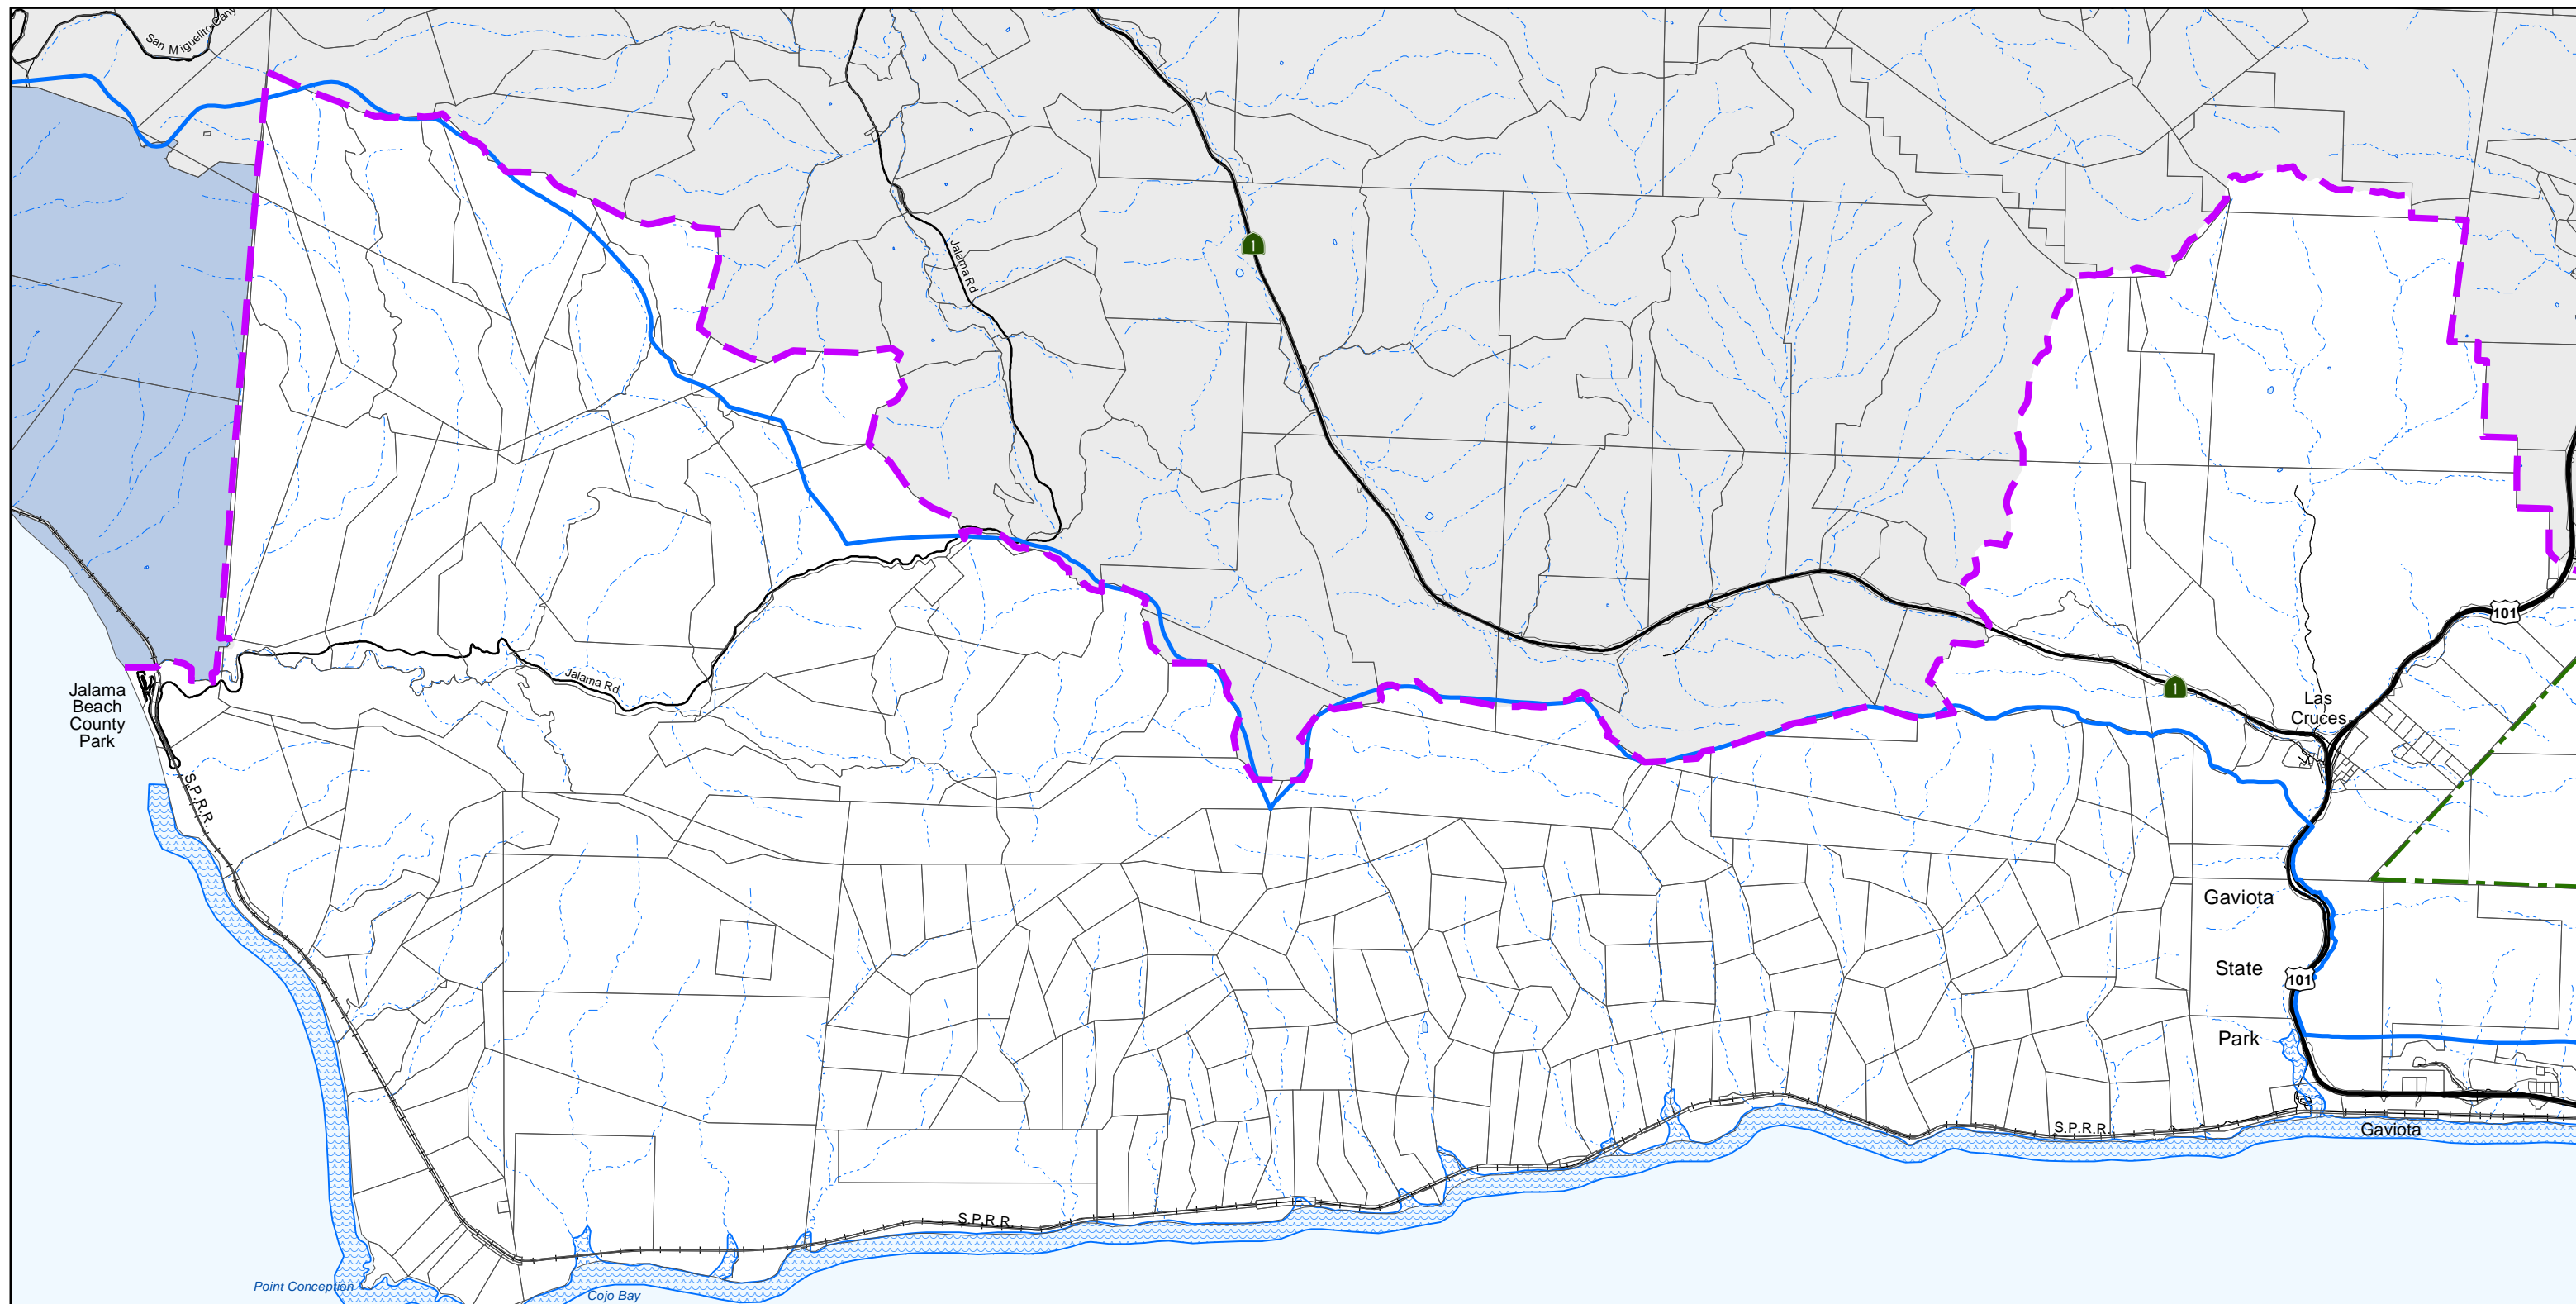 San Miguelito Cany
Jalama Rd
1
101
Jalama Rd
1
Las
Cruces
Jalama
Beach
County
Park
S.P.R.R.
Gaviota
State
101
Park
S.P.R.R.
Gaviota
S.P.R.R.
Point Conception
Cojo Bay